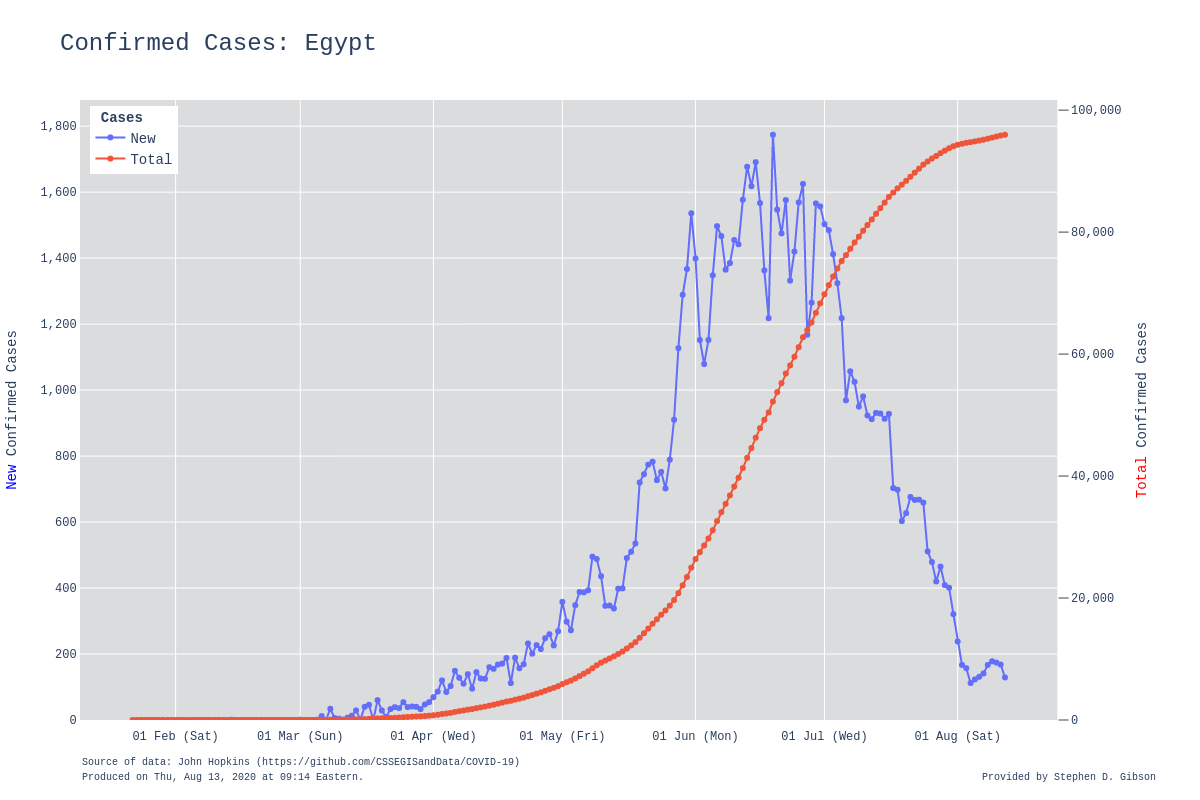 Confirmed Cases: Egypt
Cases
New
Total
1,800
1,600
1,400
1,200
1,000
800
600
400
200
0
New Confirmed Cases
100,000
80,000
60,000
40,000
20,000
0
Total Confirmed Cases
01 Feb (Sat)
01 Mar (Sun)
01 Apr (Wed)
01 May (Fri)
01 Jun (Mon)
01 Jul (Wed)
01 Aug (Sat)
Source of data: John Hopkins (https://github.com/CSSEGISandData/COVID-19)
Produced on Thu, Aug 13, 2020 at 09:14 Eastern.
Provided by Stephen D. Gibson